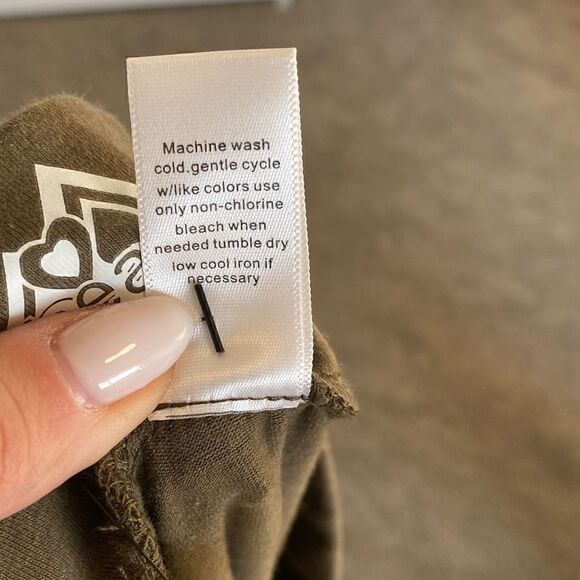 Machine wash
cold.gentle cycle
w/like colors use
only non-chlorine
bleach when
needed tumble dry
low cool iron if
necessary